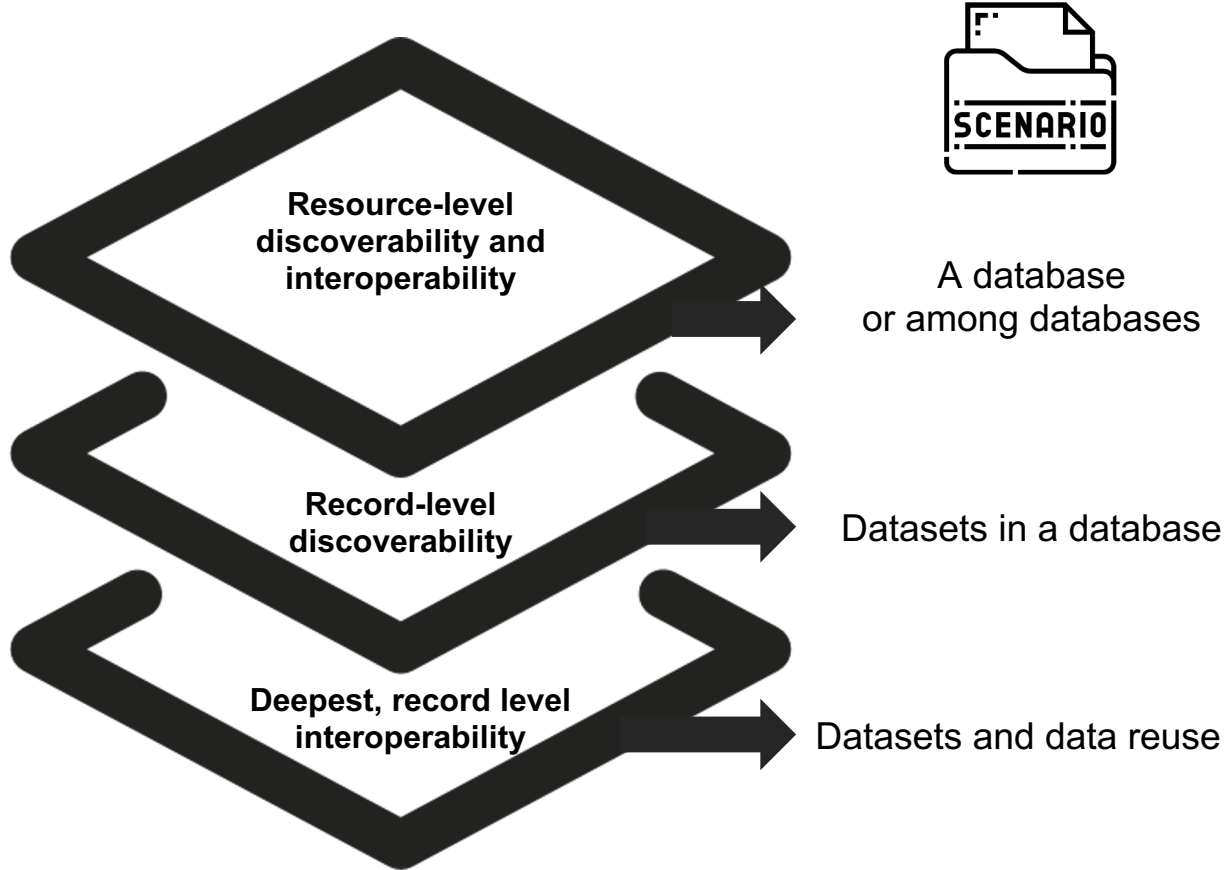 SCENARIO
Resource-level
discoverability and
interoperability
A database
or among databases
Record-level
discoverability
Datasets in a database
Deepest, record level
interoperability
Datasets and data reuse